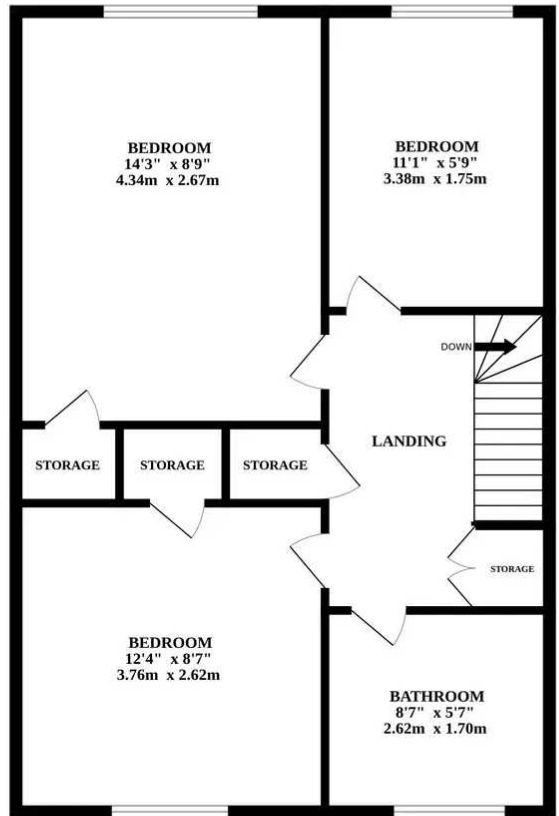 BEDROOM
14'3" x 8'9"
4.34m x 2.67m
BEDROOM
11'1" x 5'9"
3.38m x 1.75m
DOWN
LANDING
STORAGE
STORAGE
STORAGE
STORAGE
BEDROOM
12'4" x 8'7"
3.76m x 2.62m
BATHROOM
8'7" x 5'7"
2.62m x 1.70m